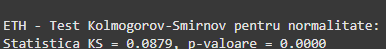 ETH - Test Kolmogorov-Smirnov pentru normalitate:
Statistica KS = 0.0879, p-valoare = 0.0000